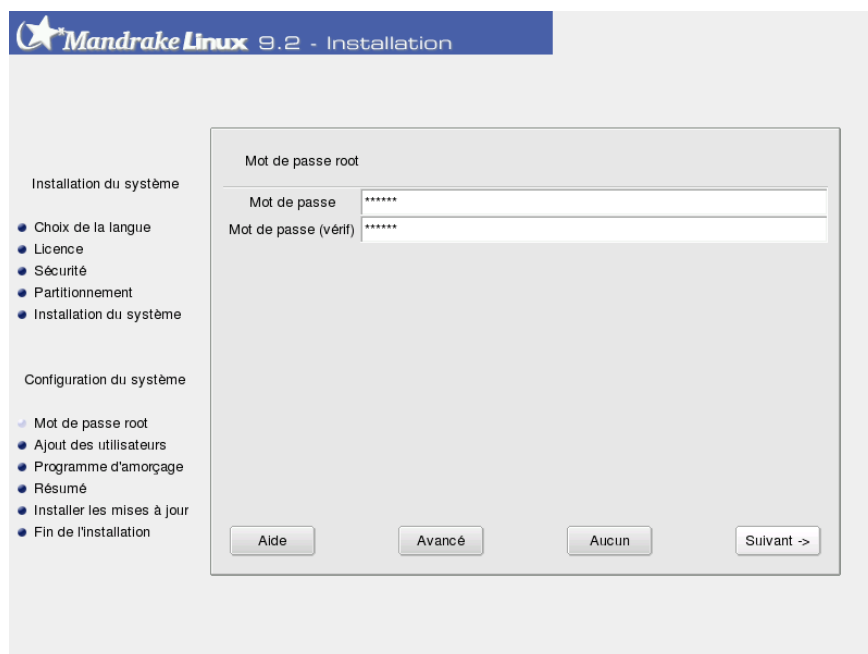 Mandrake Linux 9.2 - Installation
Installation du système
Choix de la langue
Licence
Sécurité
Partitionnement
Installation du système
Configuration du système
Mot de passe root
Ajout des utilisateurs
Programme d'amorçage
Résumé
Installer les mises à jour
Fin de l'installation
Mot de passe root
Mot de passe ******
Mot de passe (vérif) ******
Aide Avancé Aucun Suivant ->